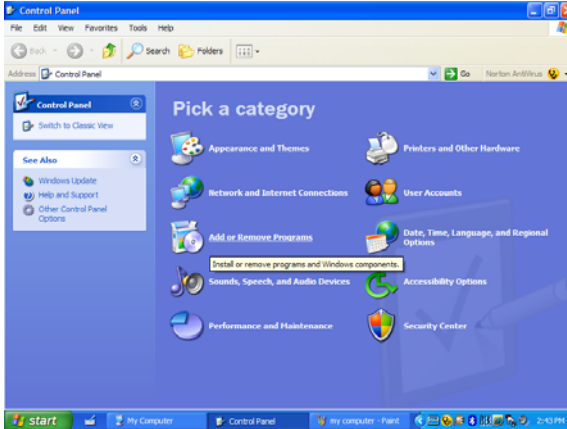 Control Panel
File Edit View Favorites Tools Help
Back Search Folders
Address Control Panel Go Norton AntiVirus
Control Panel
Switch to Classic View
See Also
Windows Update
Help and Support
Other Control Panel
Options
Pick a category
Appearance and Themes
Printers and Other Hardware
Network and Internet Connections
User Accounts
Add or Remove Programs
Date, Time, Language, and Regional
Options
Install or remove programs and Windows components.
Sounds, Speech, and Audio Devices
Accessibility Options
Performance and Maintenance
Security Center
start My Computer Control Panel my computer - Paint 2:43 PM